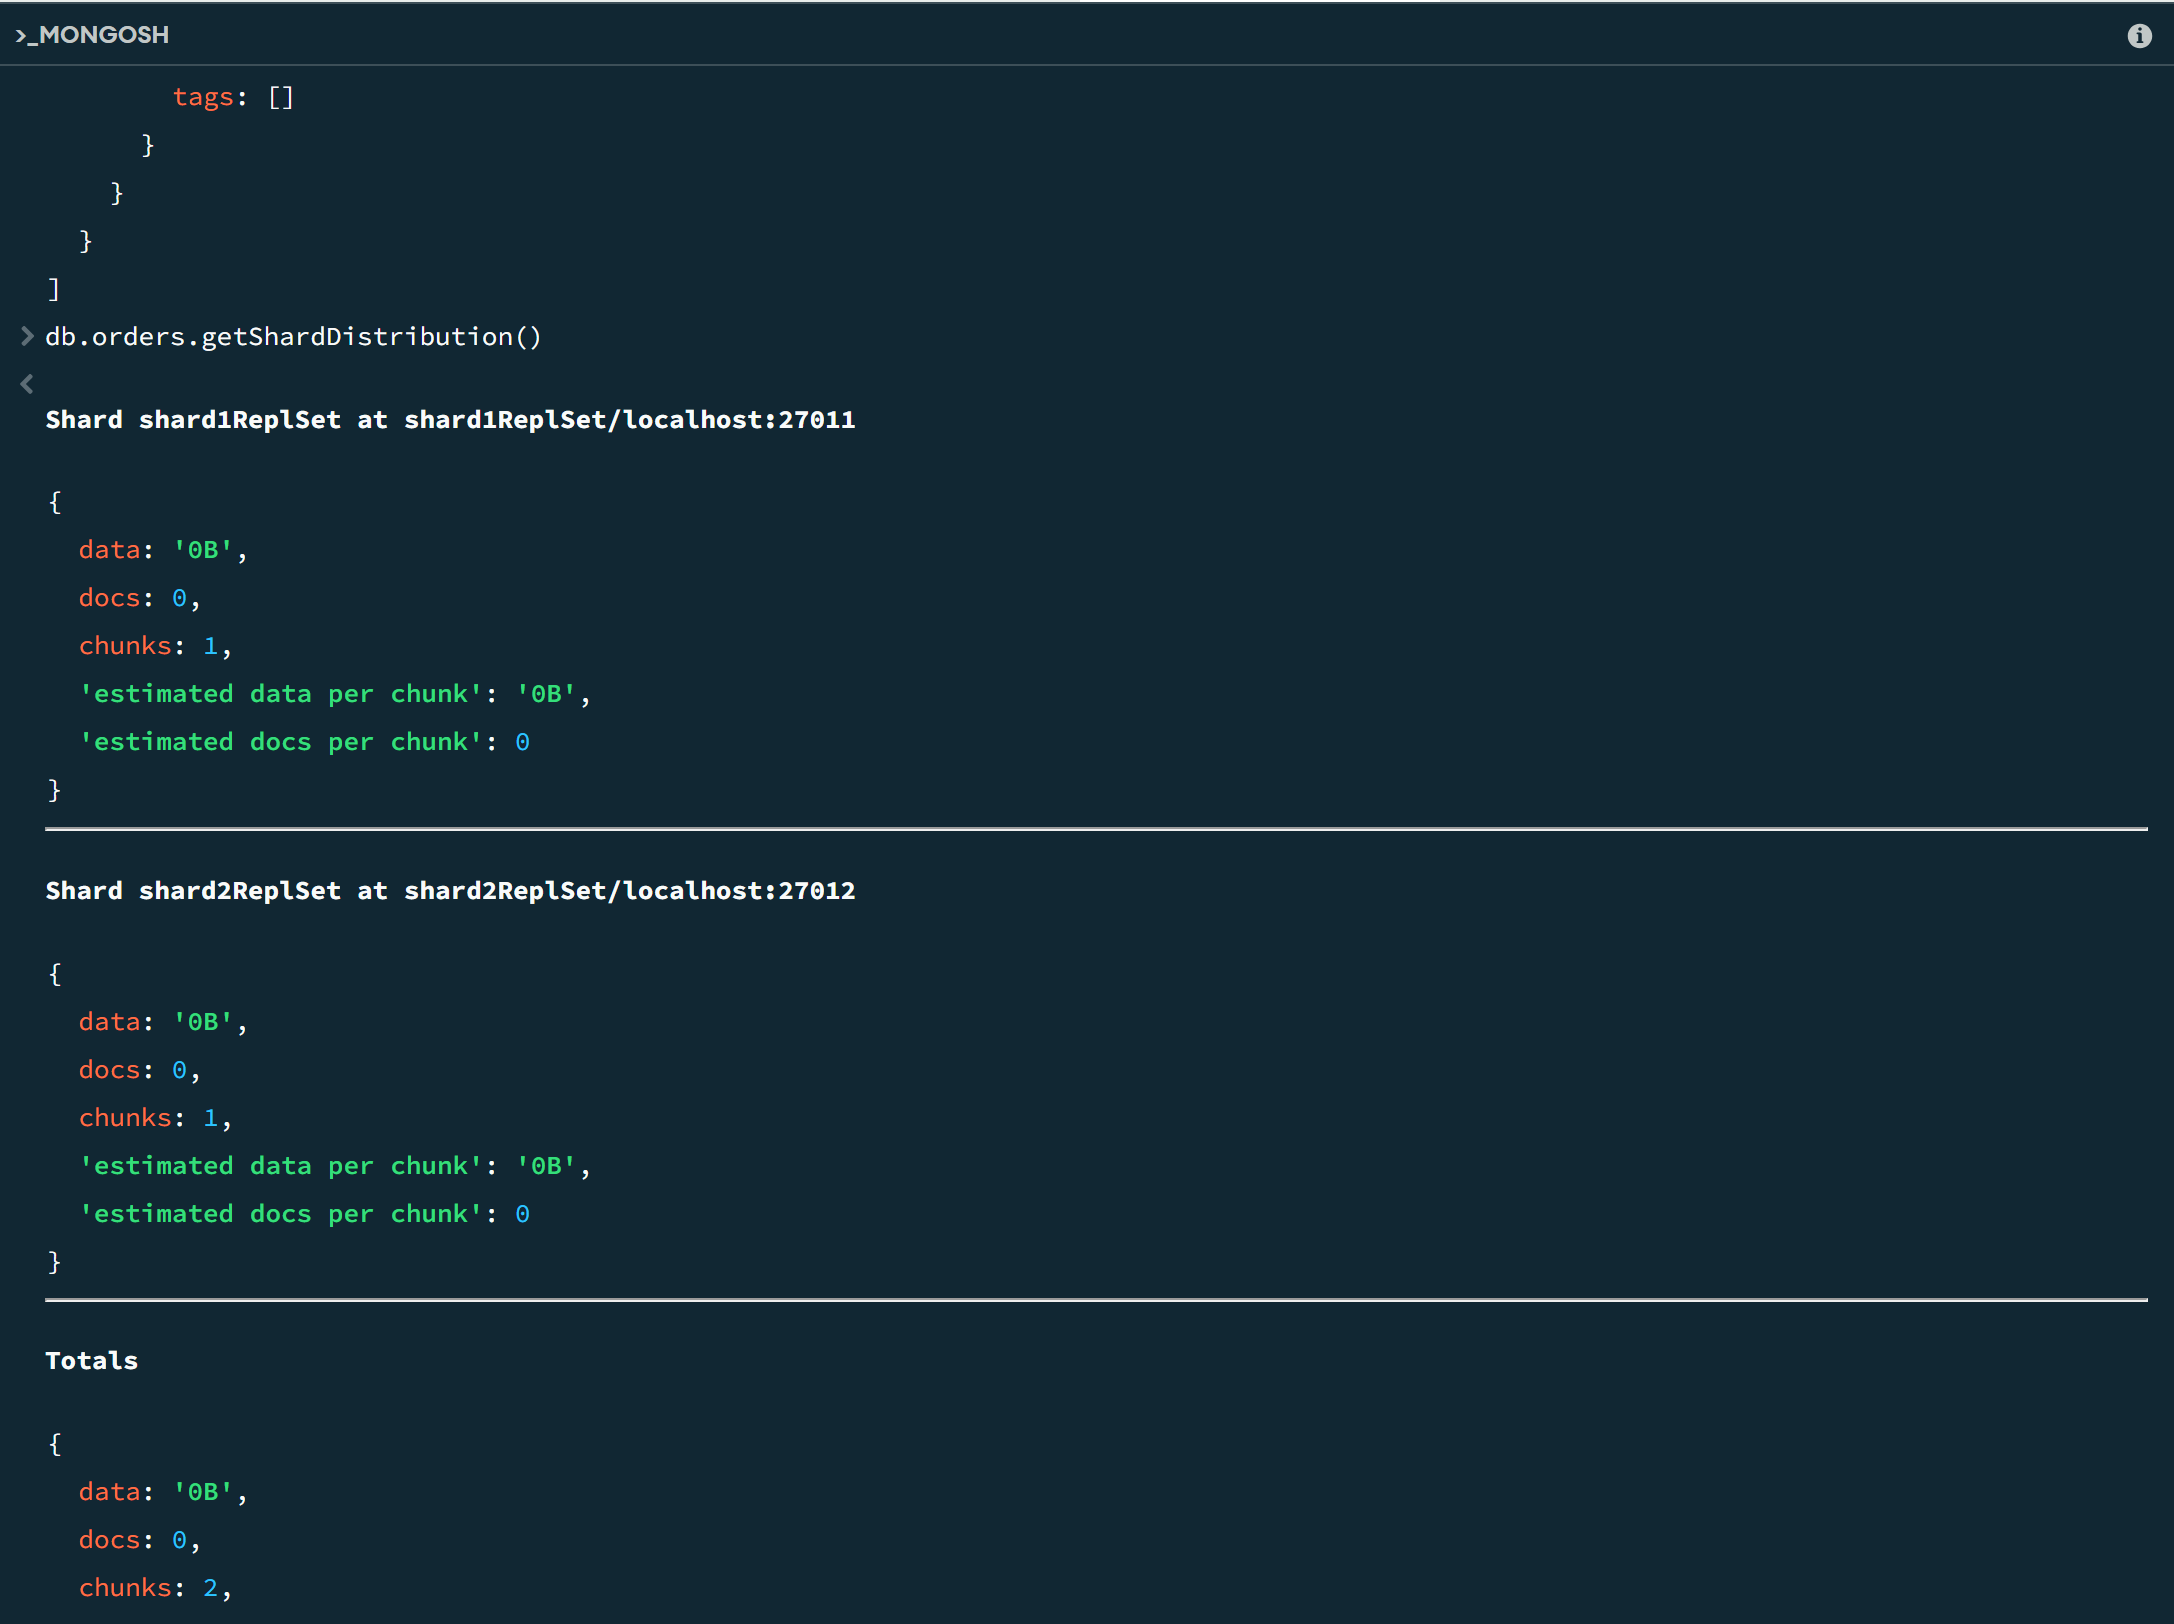 >_MONGOSH
tags: []
}
}
}
]
db.orders.getShardDistribution()
Shard shard1ReplSet at shard1ReplSet/localhost:27011
{
data: '0B',
docs: 0,
chunks: 1,
'estimated data per chunk': '0B',
'estimated docs per chunk': 0
}
Shard shard2ReplSet at shard2ReplSet/localhost:27012
{
data: '0B',
docs: 0,
chunks: 1,
'estimated data per chunk': '0B',
'estimated docs per chunk': 0
}
Totals
{
data: '0B',
docs: 0,
chunks: 2,